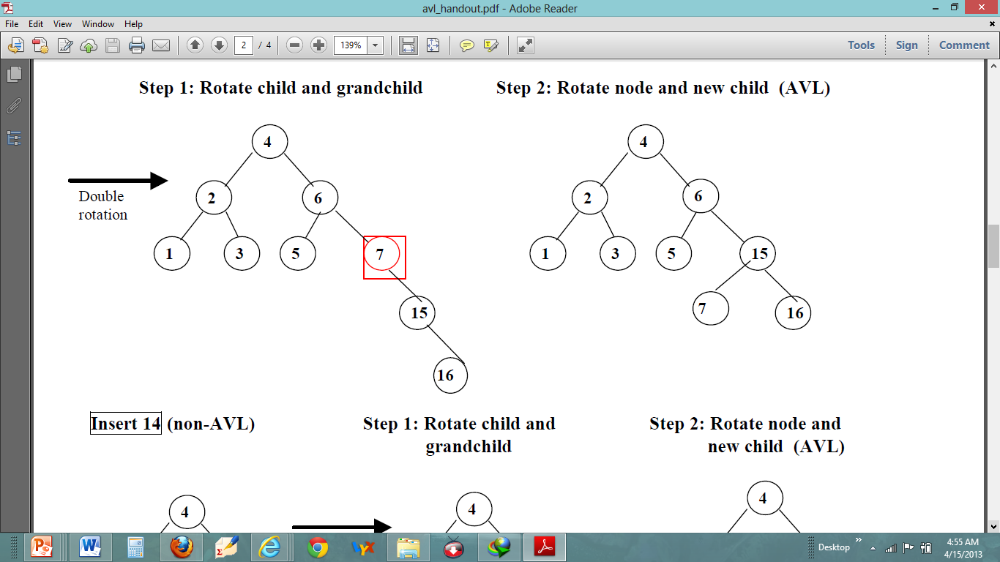 avl_handout.pdf - Adobe Reader
File Edit View Window Help
2 / 4 139% Tools Sign Comment
Step 1: Rotate child and grandchild
Step 2: Rotate node and new child (AVL)
Double
rotation
4
2 6
1 3 5 7
15
16
4
2 6
1 3 5 15
7 16
Insert 14 (non-AVL)
Step 1: Rotate child and
grandchild
Step 2: Rotate node and
new child (AVL)
4
4
4
Desktop
4:55 AM
4/15/2013